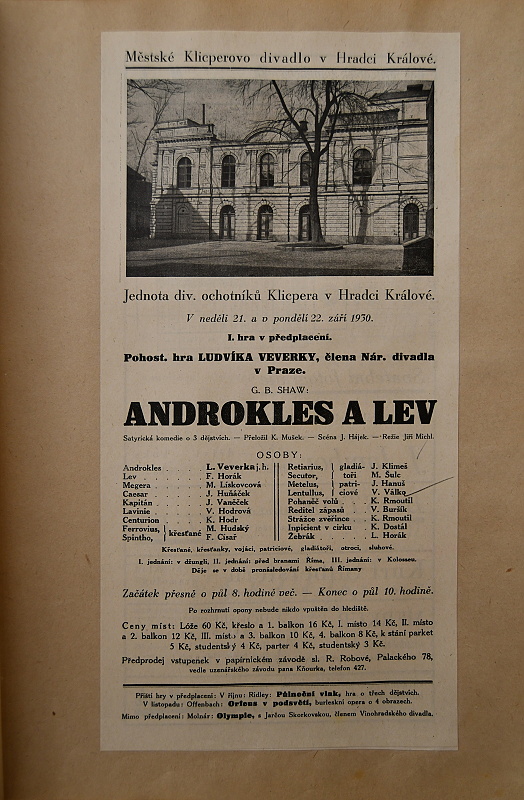 Městské Klicperovo divadlo v Hradci Králové.
Jednota div. ochotníků Klicpera v Hradci Králové.
V neděli 21. a v pondělí 22. září 1930.
I. hra v předplacení.
Pohost. hra LUDVÍKA VEVERKY, člena Nár. divadla
v Praze.
G. B. SHAW:
ANDROKLES A LEV
Satyrická komedie o 3 dějstvích. — Přeložil K. Mušek. — Scéna J. Hájek. — Režie Jiří Michl.
OSOBY:
Androkles . . . . . L. Veverka j. h.
Lev . . . . . F. Horák
Megera . . . . . M. Lískovcová
Caesar . . . . . J. Huňáček
Kapitán . . . . . J. Vaněček
Lavinie . . . . . V. Hodrová
Centurion . . . . . K. Hodr
Ferrovius, } křesťané M. Hudský
Spintho, } křesťané F. Císař
Retiarius, } gladiá- J. Klimeš
Secutor, } toři M. Šulc
Metelus, } patri- J. Hanuš
Lentullus, } ciové V. Válko
Poháněč volů . . K. Rmoutil
Ředitel zápasů . V. Buršík
Strážce zvěřince . K. Rmoutil
Inpicient v cirku . K. Dostál
Žebrák . . . . . L. Horák
Křesťané, křesťanky, vojáci, patriciové, gladiátoři, otroci, sluhové.
I. jednání: v džungli, II. jednání: před branami Říma, III. jednání: v Kolosseu.
Děje se v době pronásledování křesťanů Římany
Začátek přesně o půl 8. hodině več. — Konec o půl 10. hodině.
Po rozhrnutí opony nebude nikdo vpuštěn do hlediště.
Ceny míst: Lóže 60 Kč, křeslo a 1. balkon 16 Kč, I. místo 14 Kč, II. místo
a 2. balkon 12 Kč, III. místo a 3. balkon 10 Kč, 4. balkon 8 Kč, k stání parket
5 Kč, studentský 4 Kč, parter 4 Kč, studentský 3 Kč.
Předprodej vstupenek v papírnickém závodě sl. R. Robové, Palackého 78,
vedle uzenářského závodu pana Kňourka, telefon 427.
Příští hry v předplacení: V říjnu: Ridley: Půlnoční vlak, hra o třech dějstvích.
V listopadu: Offenbach: Orfeus v podsvětí, burleskní opera o 4 obrazech.
Mimo předplacení: Molnár: Olympie, s Jarčou Skorkovskou, členem Vinohradského divadla.